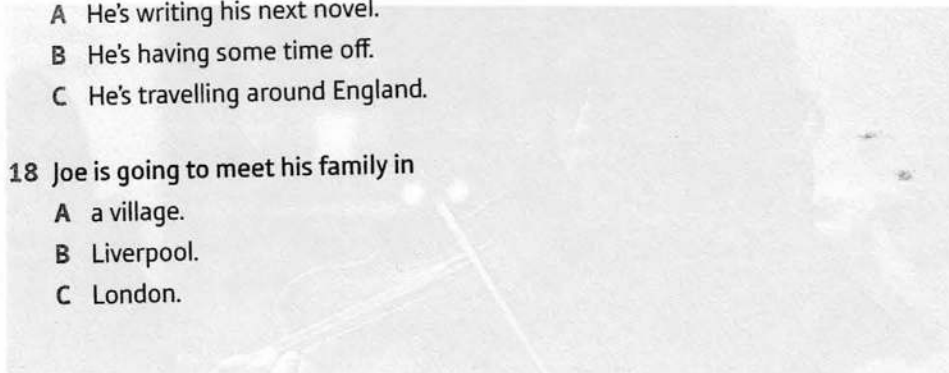 A He's writing his next novel.
B He's having some time off.
C He's travelling around England.
18 Joe is going to meet his family in
A a village.
B Liverpool.
C London.